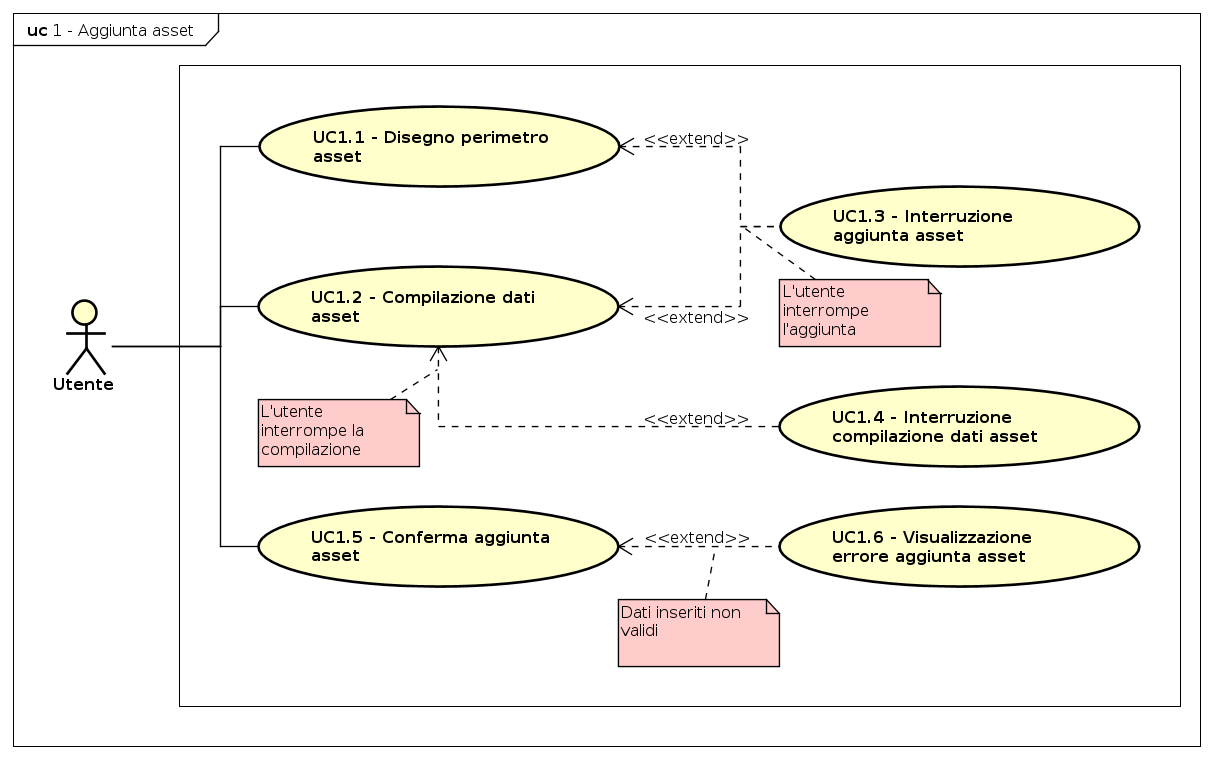 uc 1 - Aggiunta asset
UC1.1 - Disegno perimetro
asset
<<extend>>
UC1.3 - Interruzione
aggiunta asset
UC1.2 - Compilazione dati
asset
<<extend>>
L'utente
interrompe
l'aggiunta
Utente
L'utente
interrompe la
compilazione
<<extend>>
UC1.4 - Interruzione
compilazione dati asset
UC1.5 - Conferma aggiunta
asset
<<extend>>
UC1.6 - Visualizzazione
errore aggiunta asset
Dati inseriti non
validi